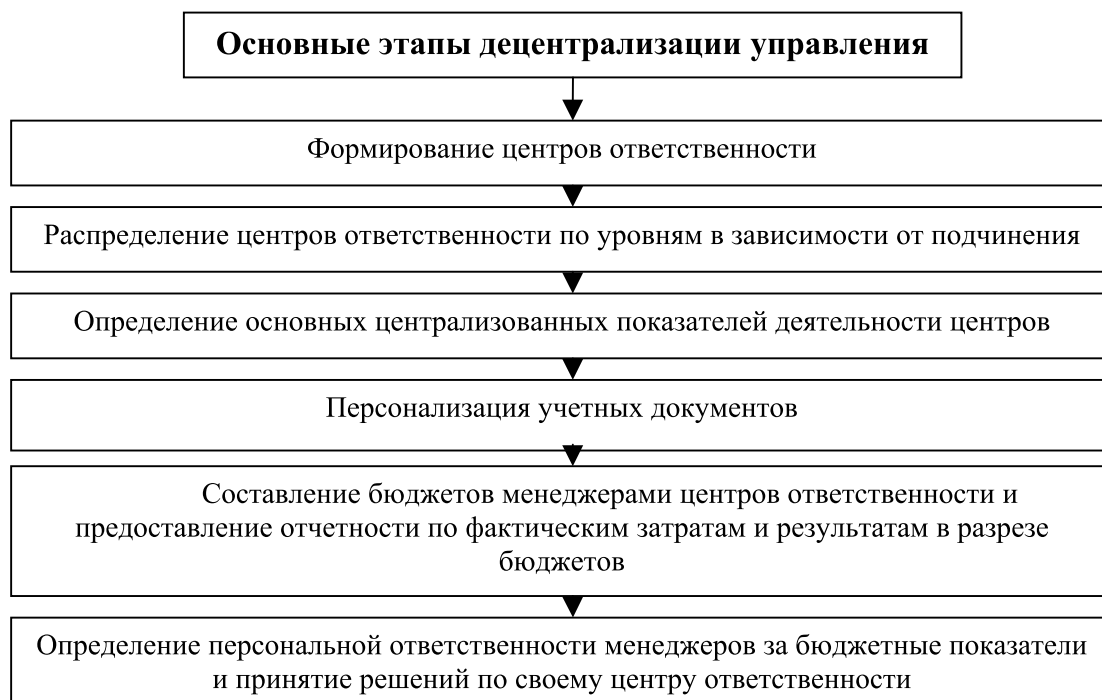 Основные этапы децентрализации управления
Формирование центров ответственности
Распределение центров ответственности по уровням в зависимости от подчинения
Определение основных централизованных показателей деятельности центров
Персонализация учетных документов
Составление бюджетов менеджерами центров ответственности и
предоставление отчетности по фактическим затратам и результатам в разрезе
бюджетов
Определение персональной ответственности менеджеров за бюджетные показатели
и принятие решений по своему центру ответственности